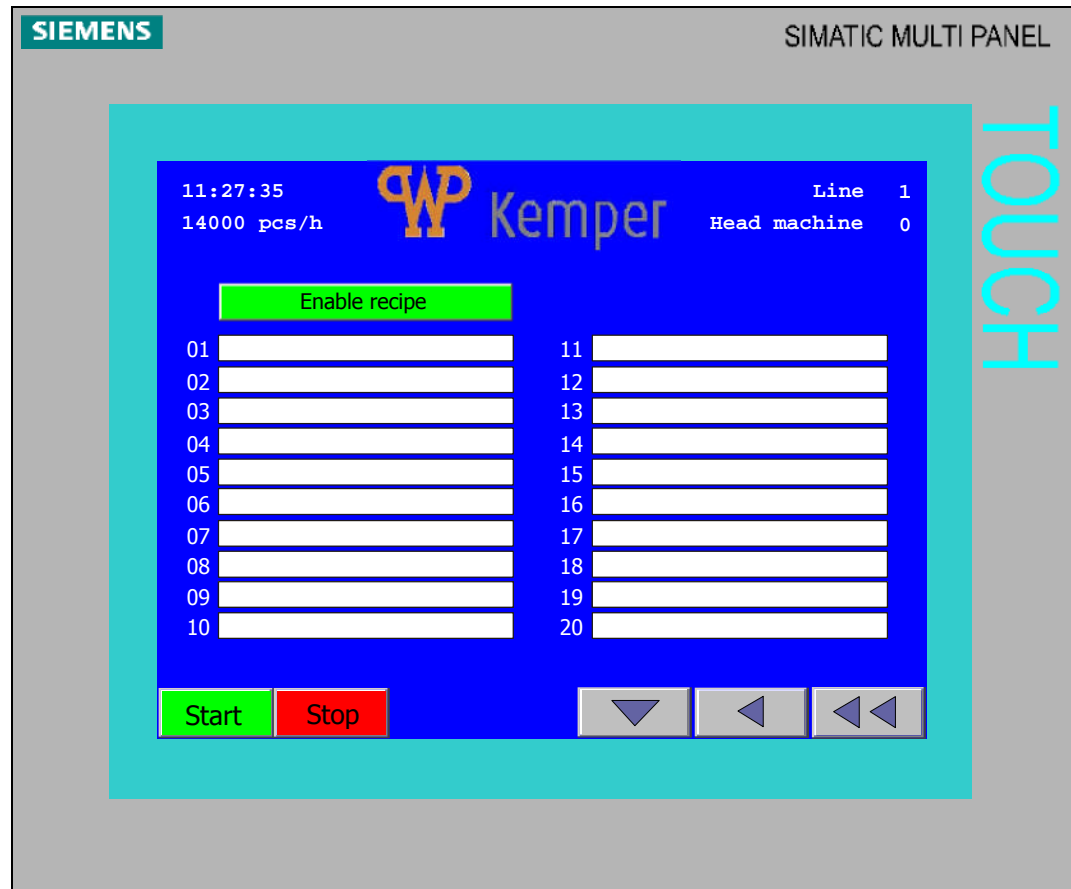 SIEMENS
SIMATIC MULTI PANEL
TOUCH
11:27:35
14000 pcs/h
WP Kemper
Line 1
Head machine 0
Enable recipe
01
02
03
04
05
06
07
08
09
10
11
12
13
14
15
16
17
18
19
20
Start
Stop